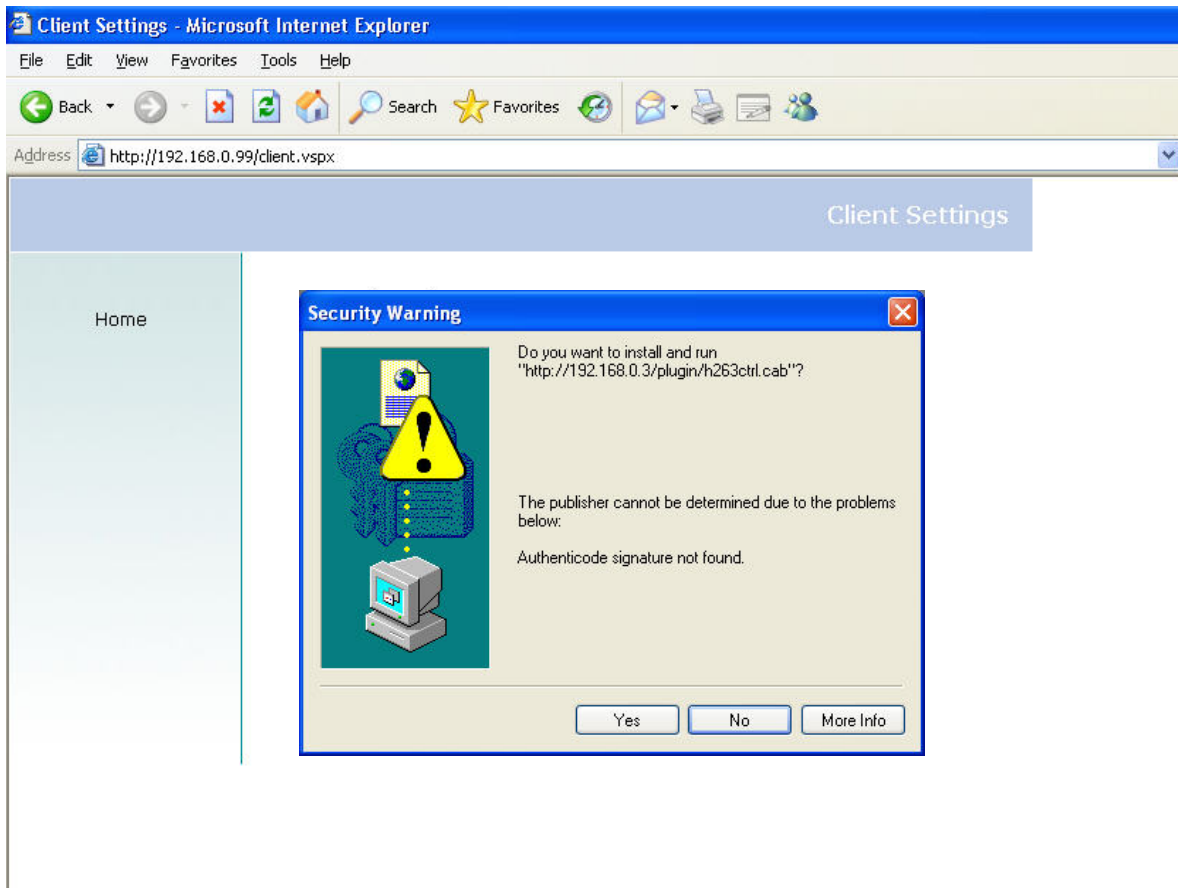 Client Settings - Microsoft Internet Explorer
File Edit View Favorites Tools Help
Back Search Favorites
Address http://192.168.0.99/client.vspx
Client Settings
Home
Security Warning
Do you want to install and run
"http://192.168.0.3/plugin/h263ctrl.cab"?
The publisher cannot be determined due to the problems
below:
Authenticode signature not found.
Yes No More Info